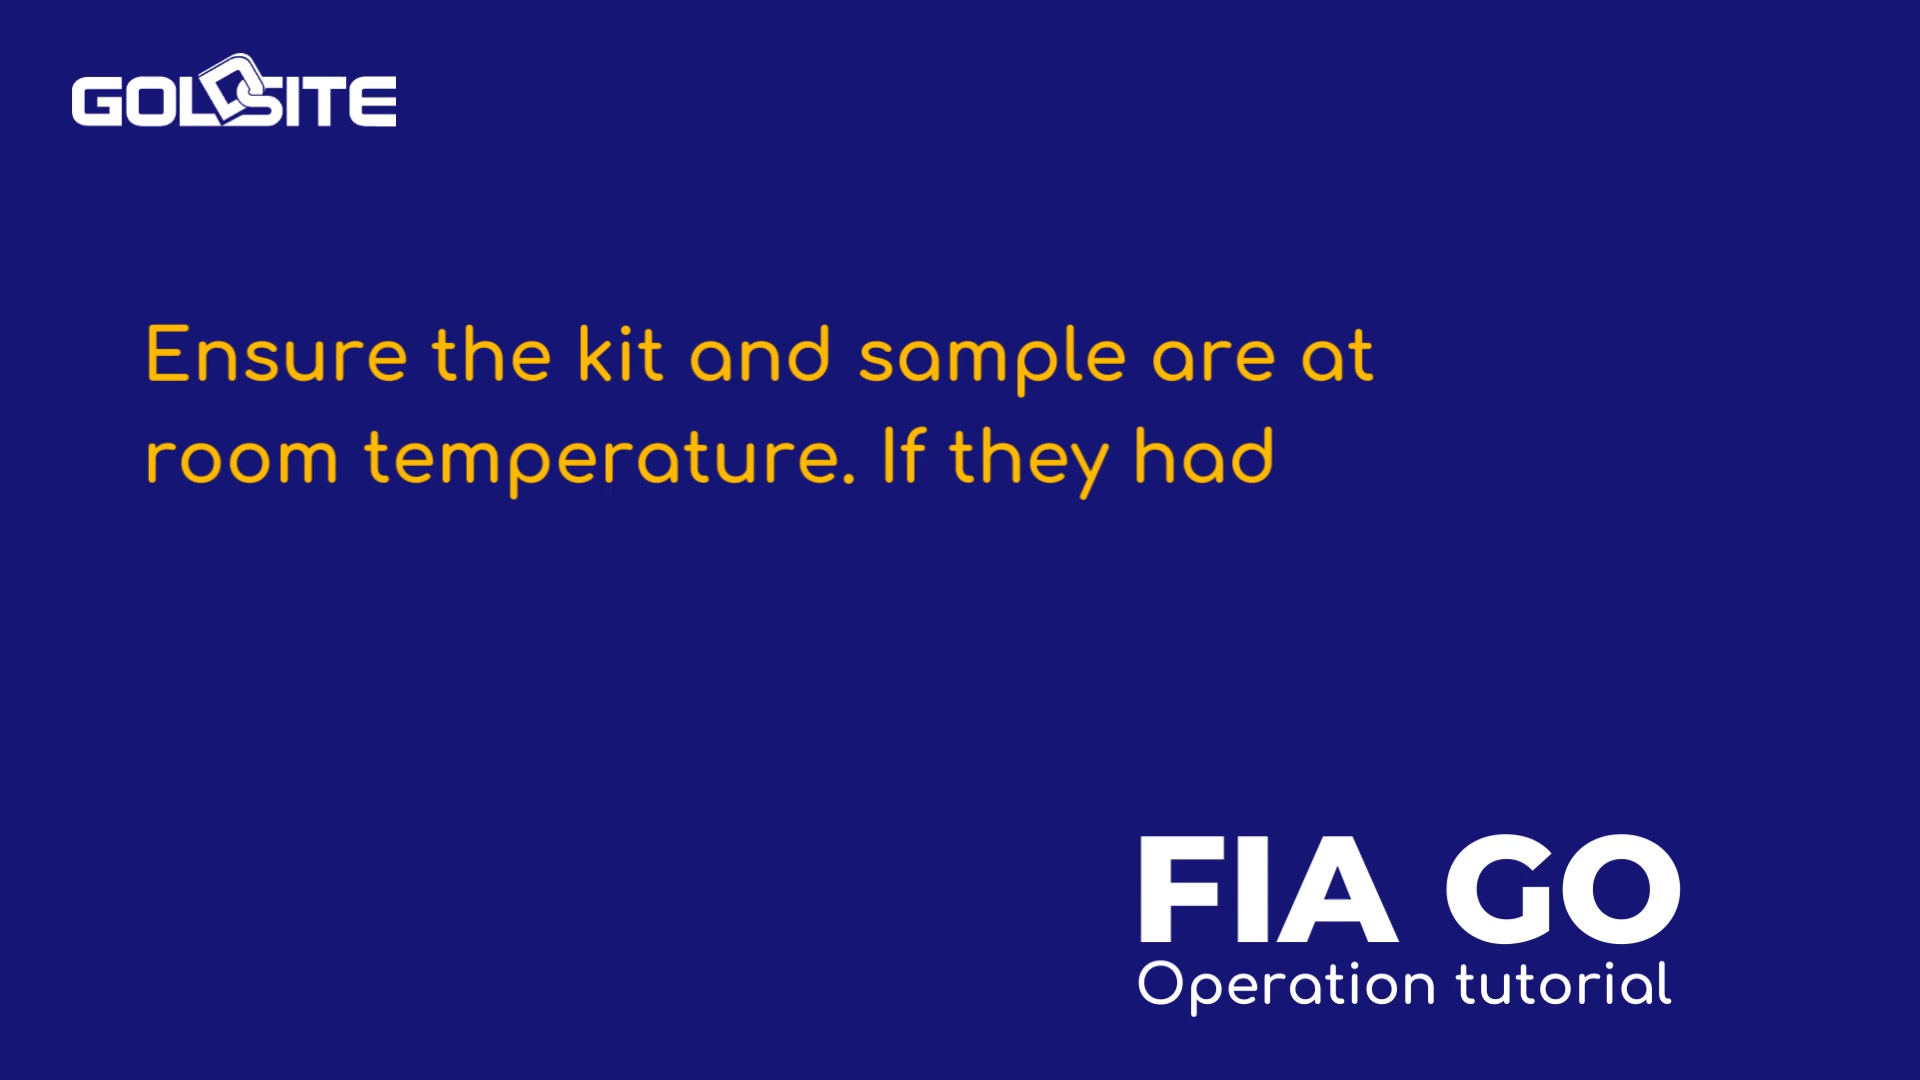 GOLDSITE
Ensure the kit and sample are at
room temperature. If they had
FIA GO
Operation tutorial